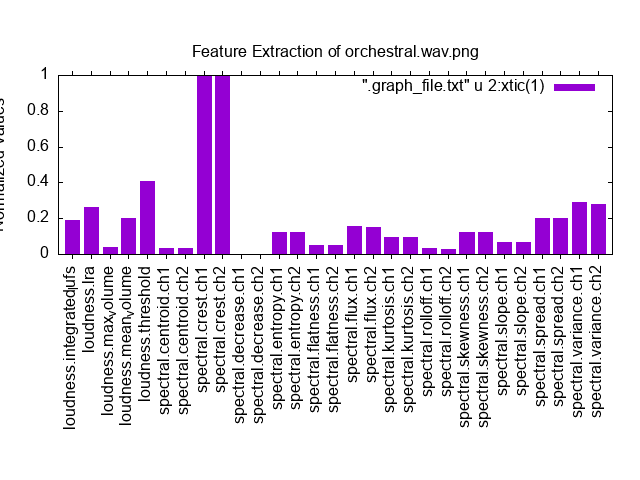 Feature Extraction of orchestral.wav.png
".graph_file.txt" u 2:xtic(1)
Normalized Values
1
0.8
0.6
0.4
0.2
0
loudness.integratedlufs
loudness.lra
loudness.maxvolume
loudness.meanvolume
loudness.threshold
spectral.centroid.ch1
spectral.centroid.ch2
spectral.crest.ch1
spectral.crest.ch2
spectral.decrease.ch1
spectral.decrease.ch2
spectral.entropy.ch1
spectral.entropy.ch2
spectral.flatness.ch1
spectral.flatness.ch2
spectral.flux.ch1
spectral.flux.ch2
spectral.kurtosis.ch1
spectral.kurtosis.ch2
spectral.rolloff.ch1
spectral.rolloff.ch2
spectral.skewness.ch1
spectral.skewness.ch2
spectral.slope.ch1
spectral.slope.ch2
spectral.spread.ch1
spectral.spread.ch2
spectral.variance.ch1
spectral.variance.ch2